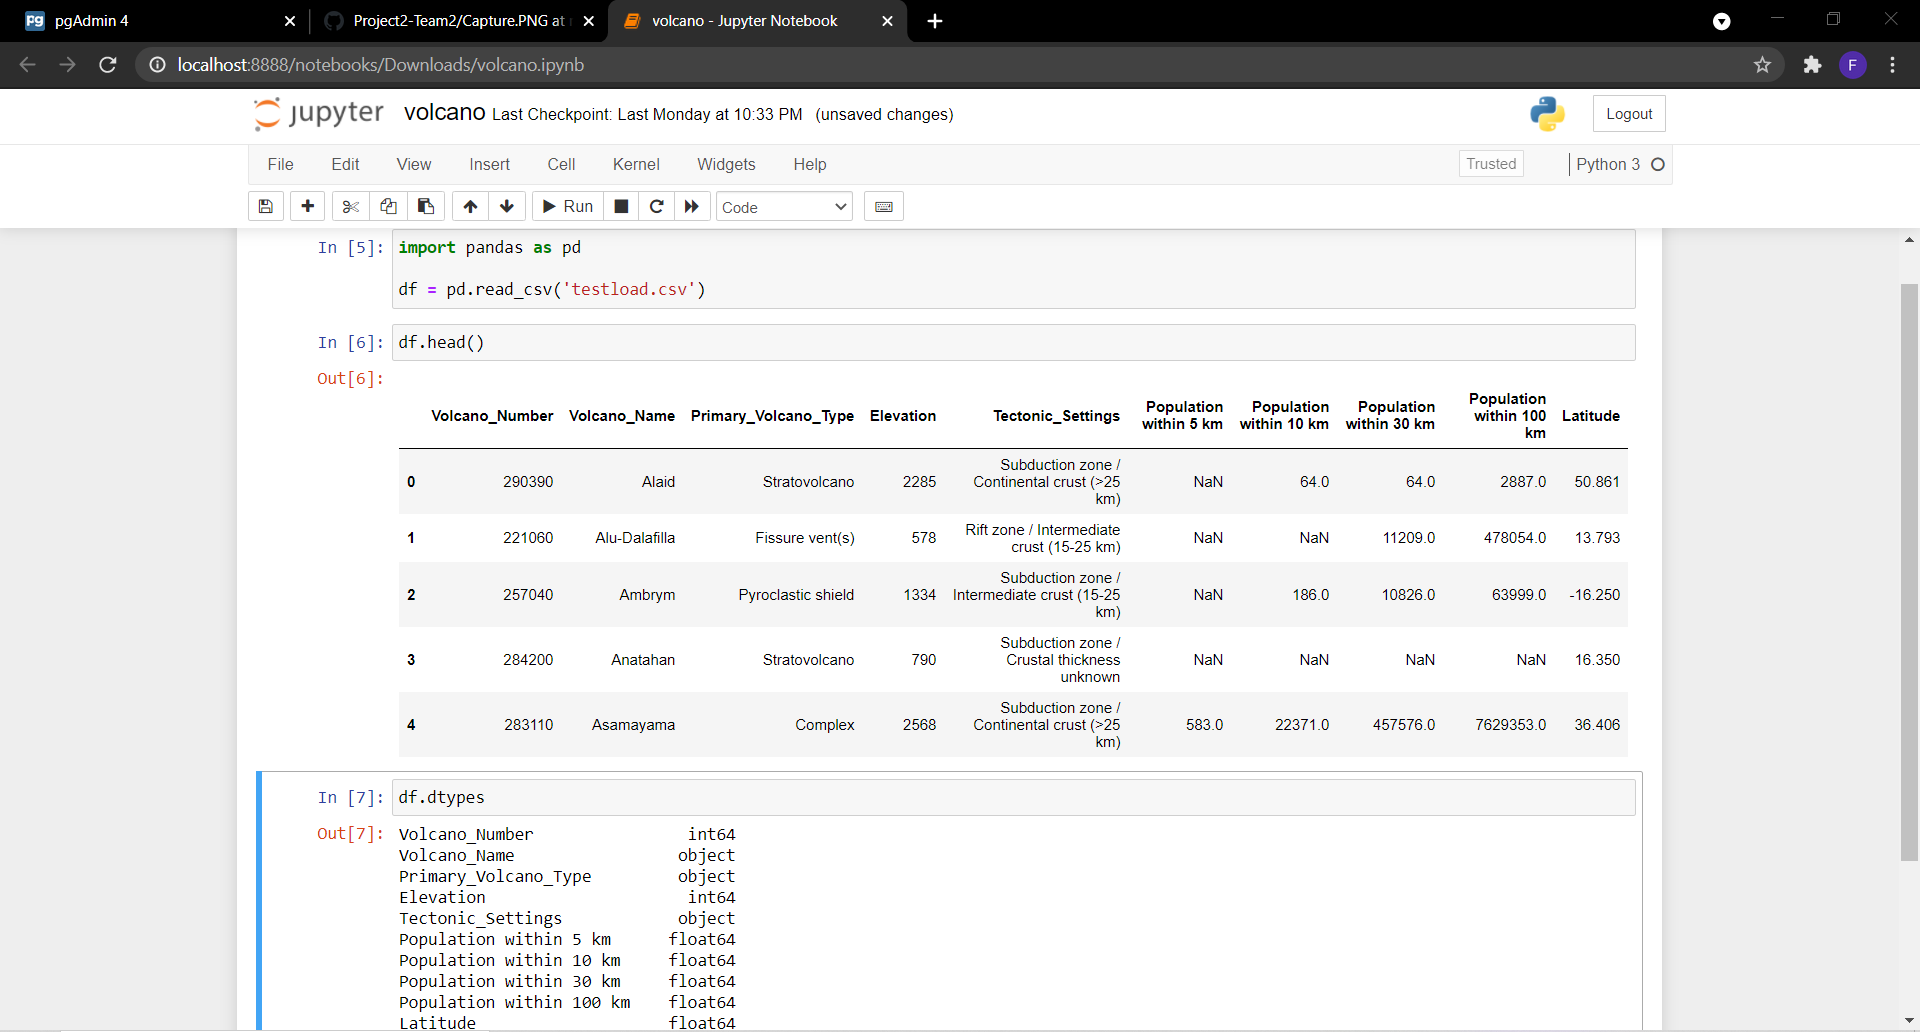 pgAdmin 4
Project2-Team2/Capture.PNG at
volcano - Jupyter Notebook
localhost:8888/notebooks/Downloads/volcano.ipynb
F
jupyter volcano Last Checkpoint: Last Monday at 10:33 PM (unsaved changes)
Logout
File Edit View Insert Cell Kernel Widgets Help
Trusted
Python 3
Run
Code
In [5]: import pandas as pd
df = pd.read_csv('testload.csv')
In [6]: df.head()
Out[6]:
Volcano_Number Volcano_Name Primary_Volcano_Type Elevation Tectonic_Settings Population within 5 km Population within 10 km Population within 30 km Population within 100 km Latitude
0 290390 Alaid Stratovolcano 2285 Subduction zone / Continental crust (>25 km) NaN 64.0 64.0 2887.0 50.861
1 221060 Alu-Dalafilla Fissure vent(s) 578 Rift zone / Intermediate crust (15-25 km) NaN NaN 11209.0 478054.0 13.793
2 257040 Ambrym Pyroclastic shield 1334 Subduction zone / Intermediate crust (15-25 km) NaN 186.0 10826.0 63999.0 -16.250
3 284200 Anatahan Stratovolcano 790 Subduction zone / Crustal thickness unknown NaN NaN NaN NaN 16.350
4 283110 Asamayama Complex 2568 Subduction zone / Continental crust (>25 km) 583.0 22371.0 457576.0 7629353.0 36.406
In [7]: df.dtypes
Out[7]: Volcano_Number int64
Volcano_Name object
Primary_Volcano_Type object
Elevation int64
Tectonic_Settings object
Population within 5 km float64
Population within 10 km float64
Population within 30 km float64
Population within 100 km float64
Latitude float64